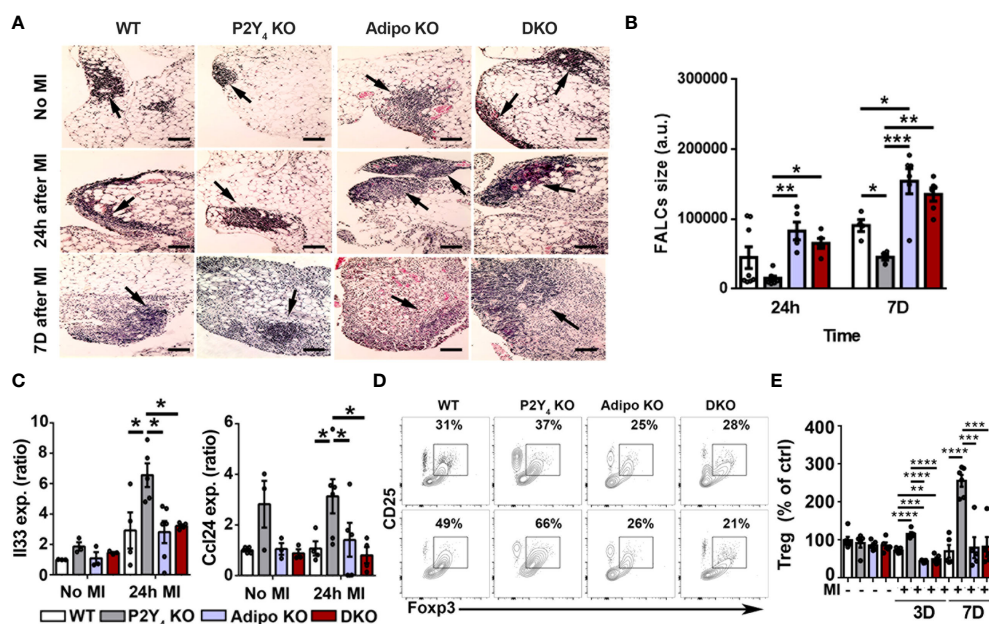 A
WT P2Y4 KO Adipo KO DKO
No MI
24h after MI
7D after MI
B
FALCs size (a.u.)
300000
200000
100000
0
* ** * * *** **
24h 7D
Time
C
Il33 exp. (ratio)
10
8
6
4
2
0
* * *
No MI 24h MI
Ccl24 exp. (ratio)
6
4
2
0
* * *
No MI 24h MI
WT P2Y4 KO Adipo KO DKO
D
WT P2Y4 KO Adipo KO DKO
31% 37% 25% 28%
49% 66% 26% 21%
CD25
Foxp3
E
Treg (% of ctrl)
400
300
200
100
0
**** *** **** ** **** **** *** ***
MI - - - - + + + + + + + +
3D 7D